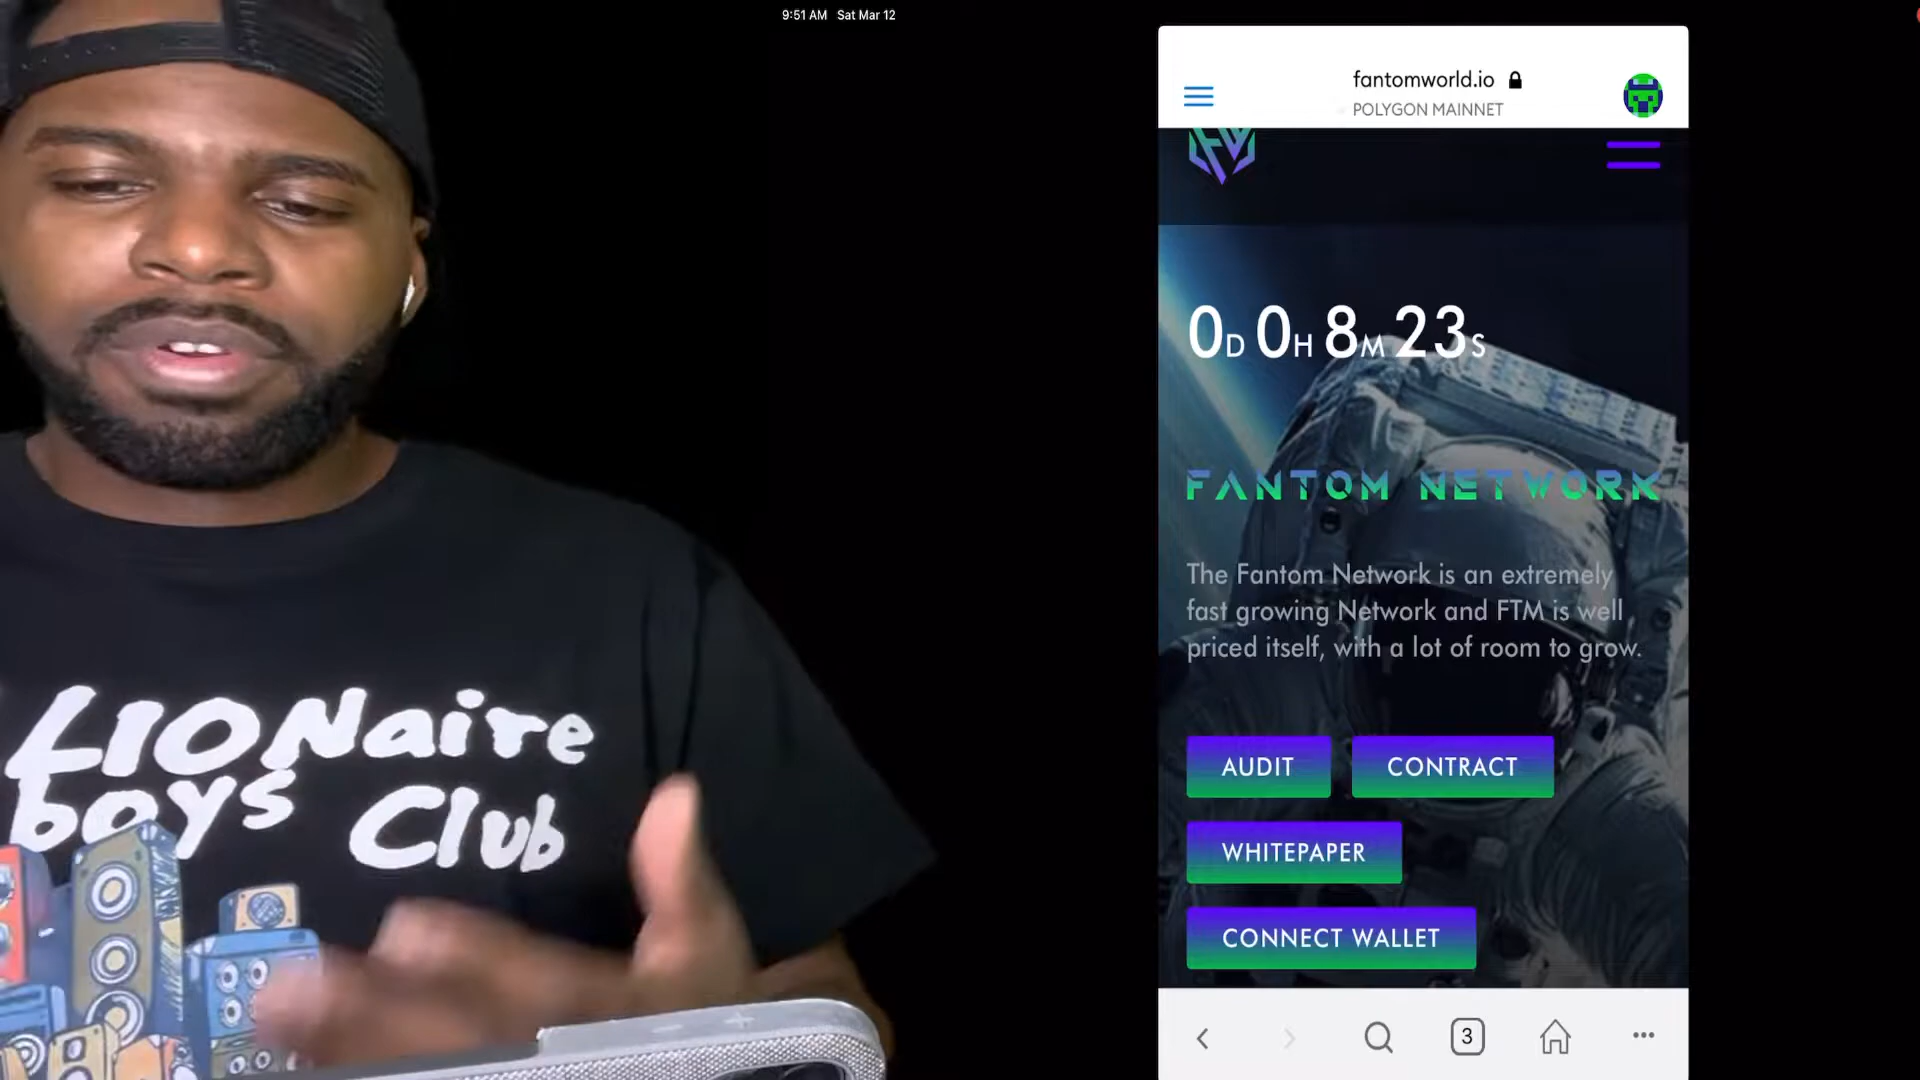 9:51 AM Sat Mar 12
fantomworld.io
POLYGON MAINNET
0D 0H 8M 23S
FANTOM NETWORK
The Fantom Network is an extremely
fast growing Network and FTM is well
priced itself, with a lot of room to grow.
AUDIT CONTRACT
WHITEPAPER
CONNECT WALLET
3
LIONaire
boys Club